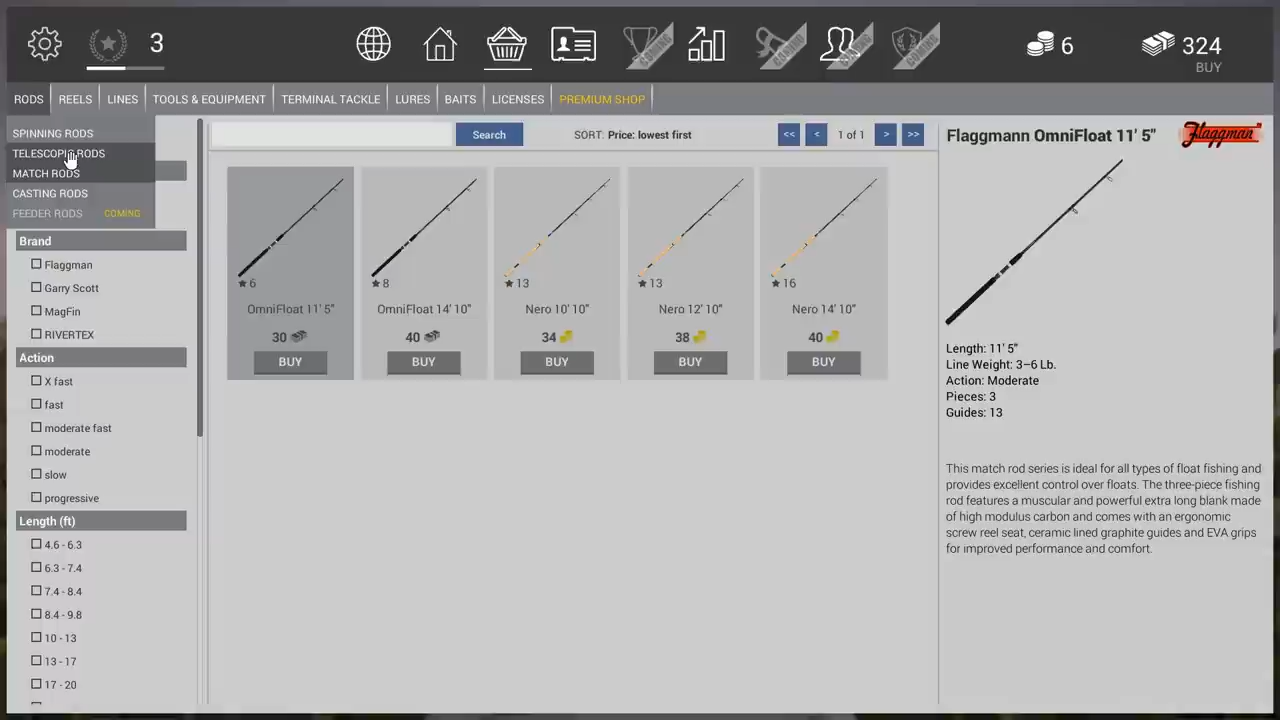 3
COMING
COMING
COMING
COMING
6
324
BUY
RODS
REELS
LINES
TOOLS & EQUIPMENT
TERMINAL TACKLE
LURES
BAITS
LICENSES
PREMIUM SHOP
SPINNING RODS
TELESCOPIC RODS
MATCH RODS
CASTING RODS
FEEDER RODS COMING
Brand
Flaggman
Garry Scott
MagFin
RIVERTEX
Action
X fast
fast
moderate fast
moderate
slow
progressive
Length (ft)
4.6 - 6.3
6.3 - 7.4
7.4 - 8.4
8.4 - 9.8
10 - 13
13 - 17
17 - 20
Search
SORT: Price: lowest first
<< < 1 of 1 > >>
6
OmniFloat 11' 5"
30
BUY
8
OmniFloat 14' 10"
40
BUY
13
Nero 10' 10"
34
BUY
13
Nero 12' 10"
38
BUY
16
Nero 14' 10"
40
BUY
Flaggmann OmniFloat 11' 5"
Flaggman
Length: 11' 5"
Line Weight: 3–6 Lb.
Action: Moderate
Pieces: 3
Guides: 13
This match rod series is ideal for all types of float fishing and
provides excellent control over floats. The three-piece fishing
rod features a muscular and powerful extra long blank made
of high modulus carbon and comes with an ergonomic
screw reel seat, ceramic lined graphite guides and EVA grips
for improved performance and comfort.